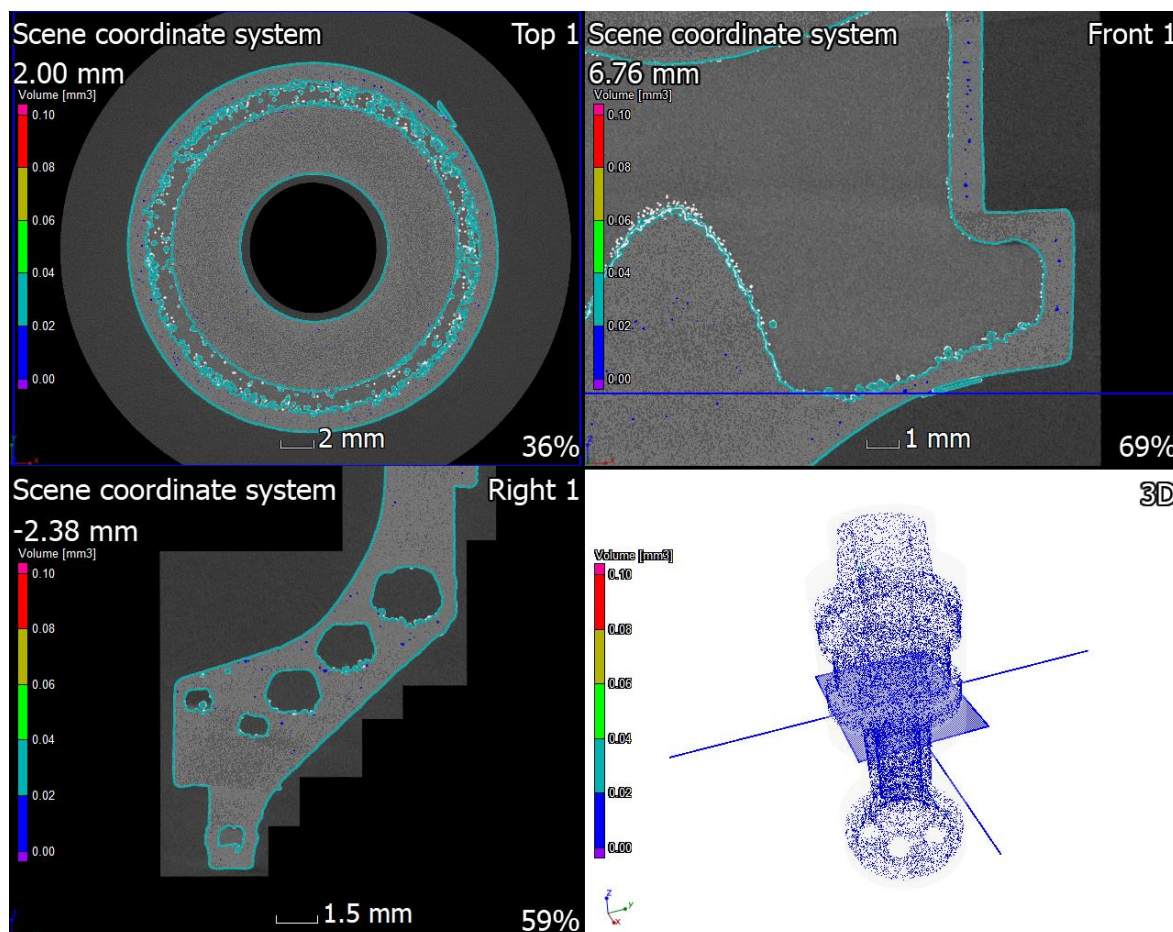 Scene coordinate system Top 1
2.00 mm
Volume [mm3]
0.10
0.08
0.06
0.04
0.02
0.00
2 mm
36%
Scene coordinate system Front 1
6.76 mm
Volume [mm3]
0.10
0.08
0.06
0.04
0.02
0.00
1 mm
69%
Scene coordinate system Right 1
-2.38 mm
Volume [mm3]
0.10
0.08
0.06
0.04
0.02
0.00
1.5 mm
59%
3D
Volume [mm3]
0.10
0.08
0.06
0.04
0.02
0.00
z
y
x